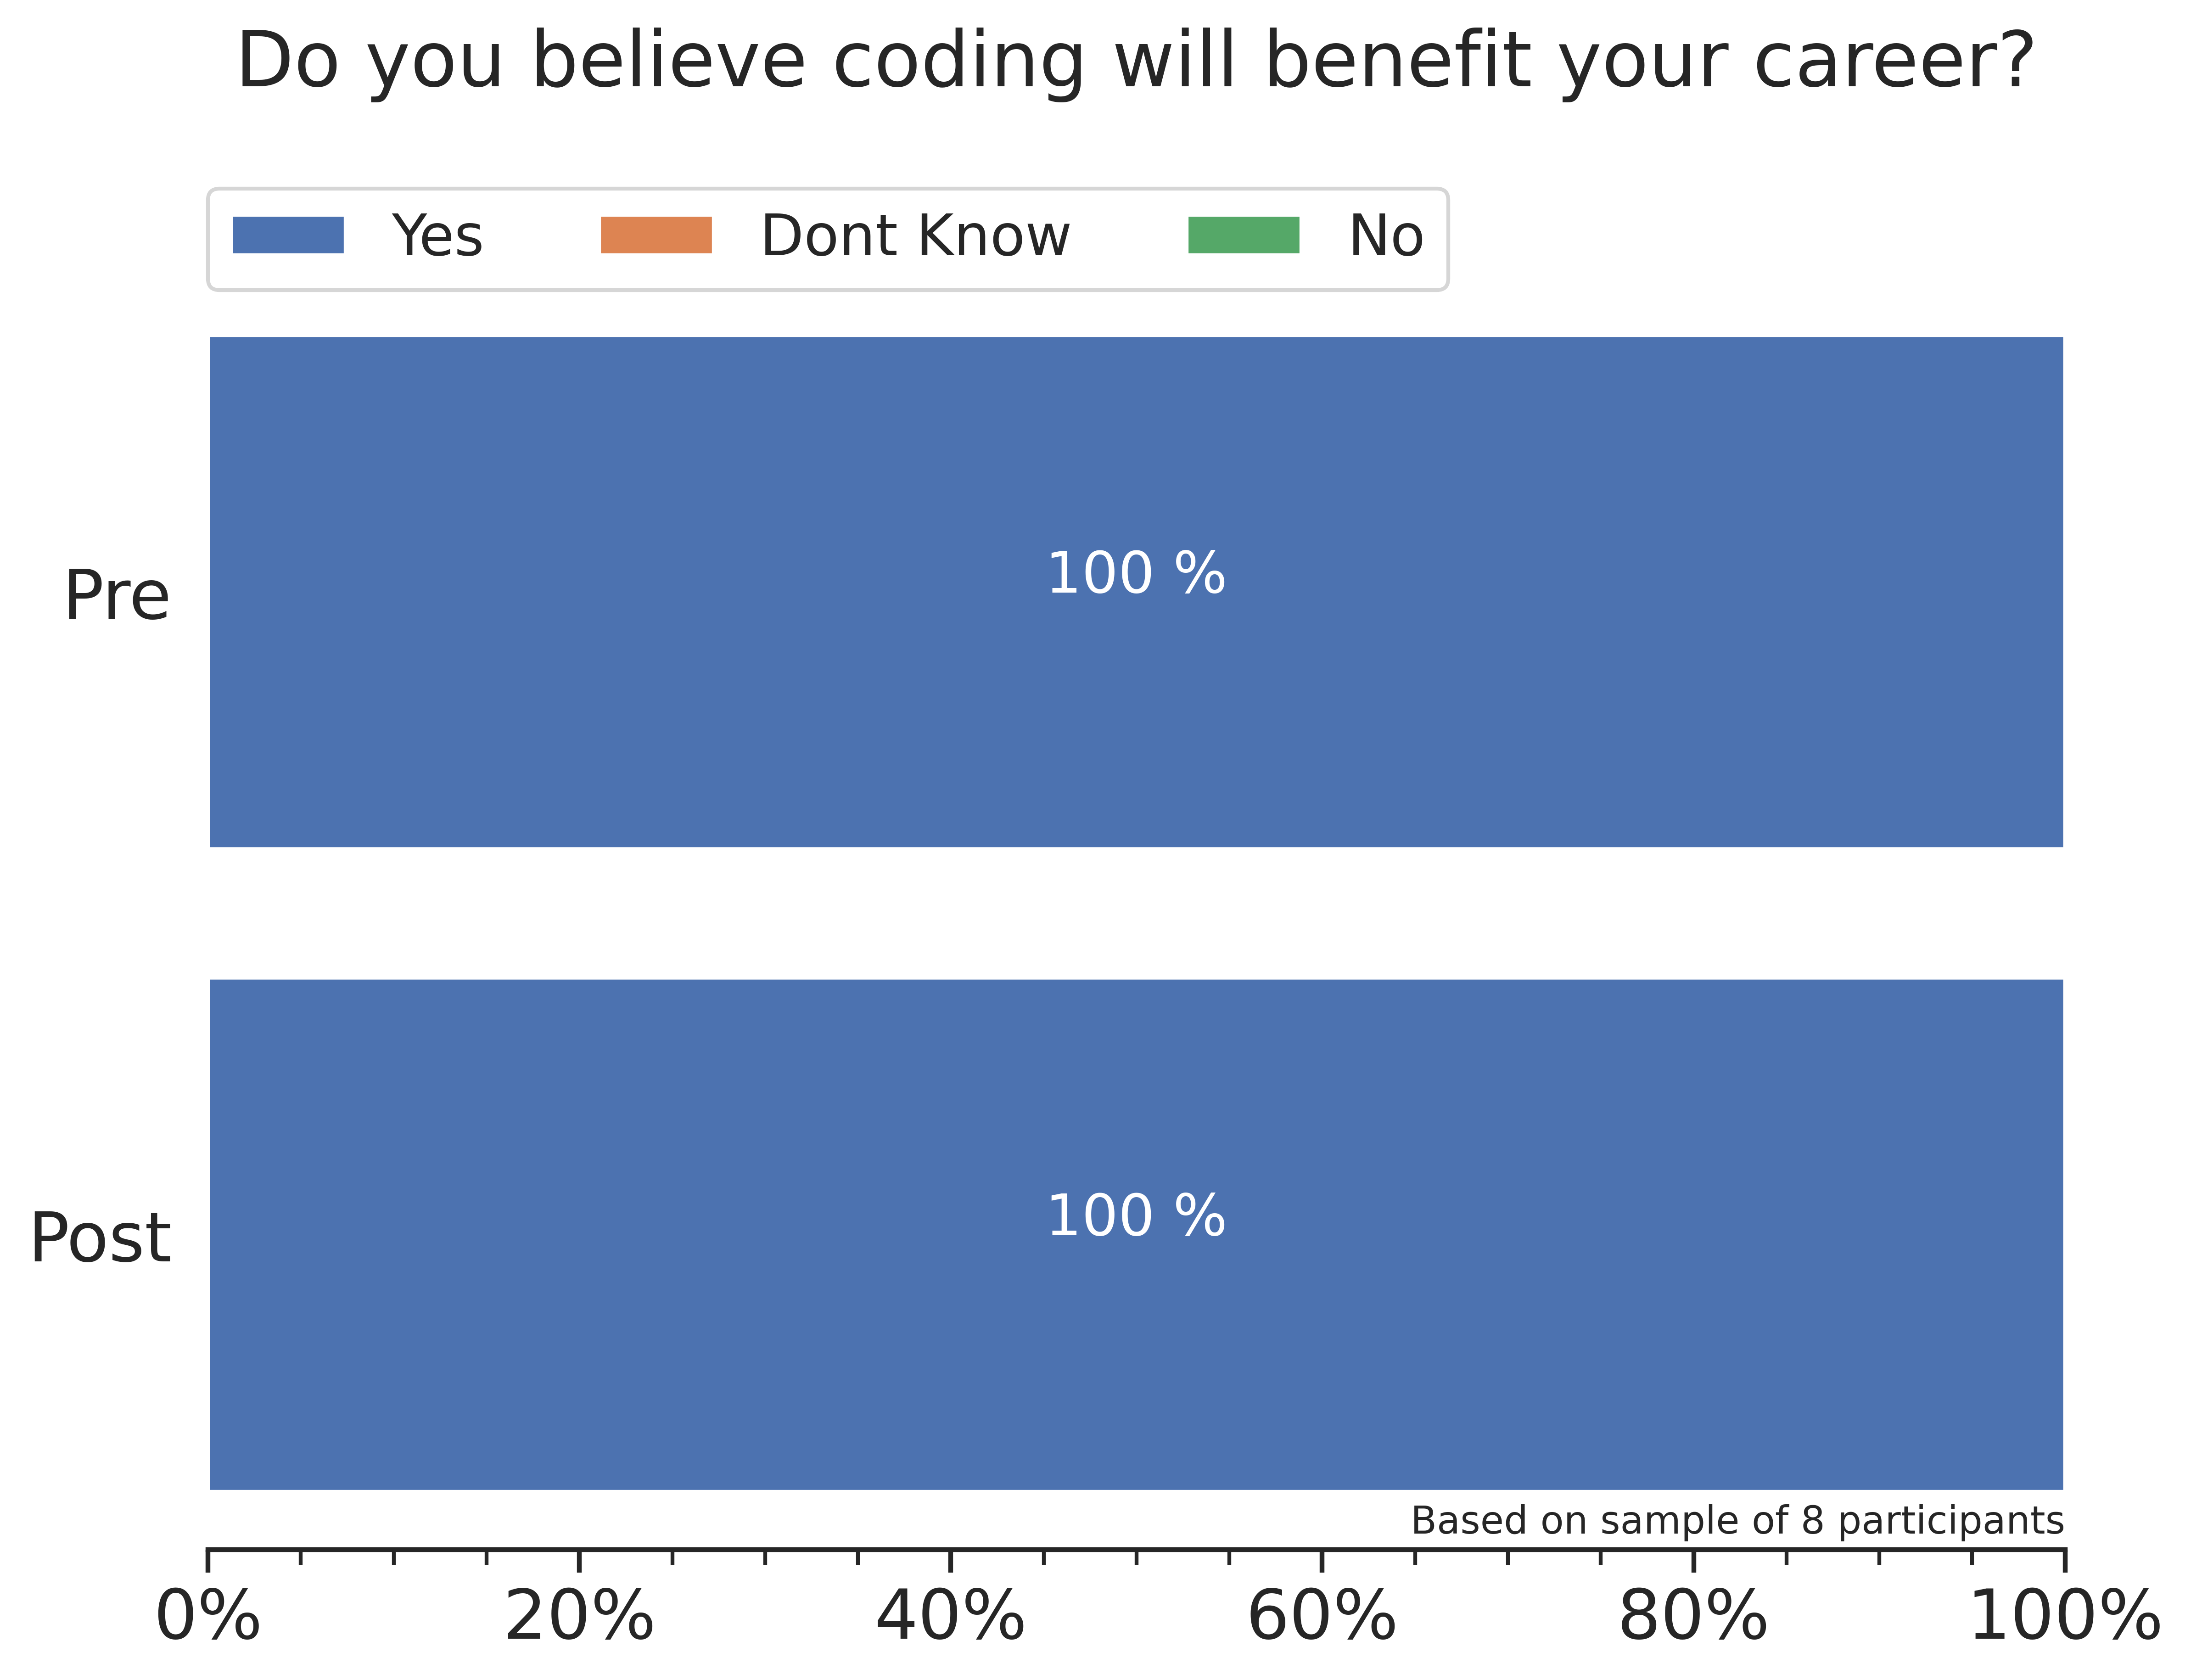 Do you believe coding will benefit your career?
Yes Dont Know No
Pre
100 %
Post
100 %
Based on sample of 8 participants
0% 20% 40% 60% 80% 100%